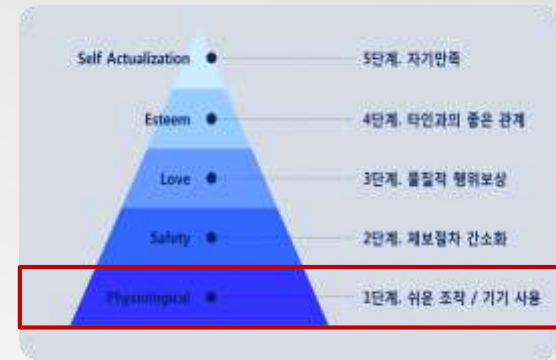 Self Actualization 5단계. 자기만족
Esteem 4단계. 타인과의 좋은 관계
Love 3단계. 물질적 행위보상
Safety 2단계. 제보절차 간소화
Physiological 1단계. 쉬운 조작 / 기기 사용